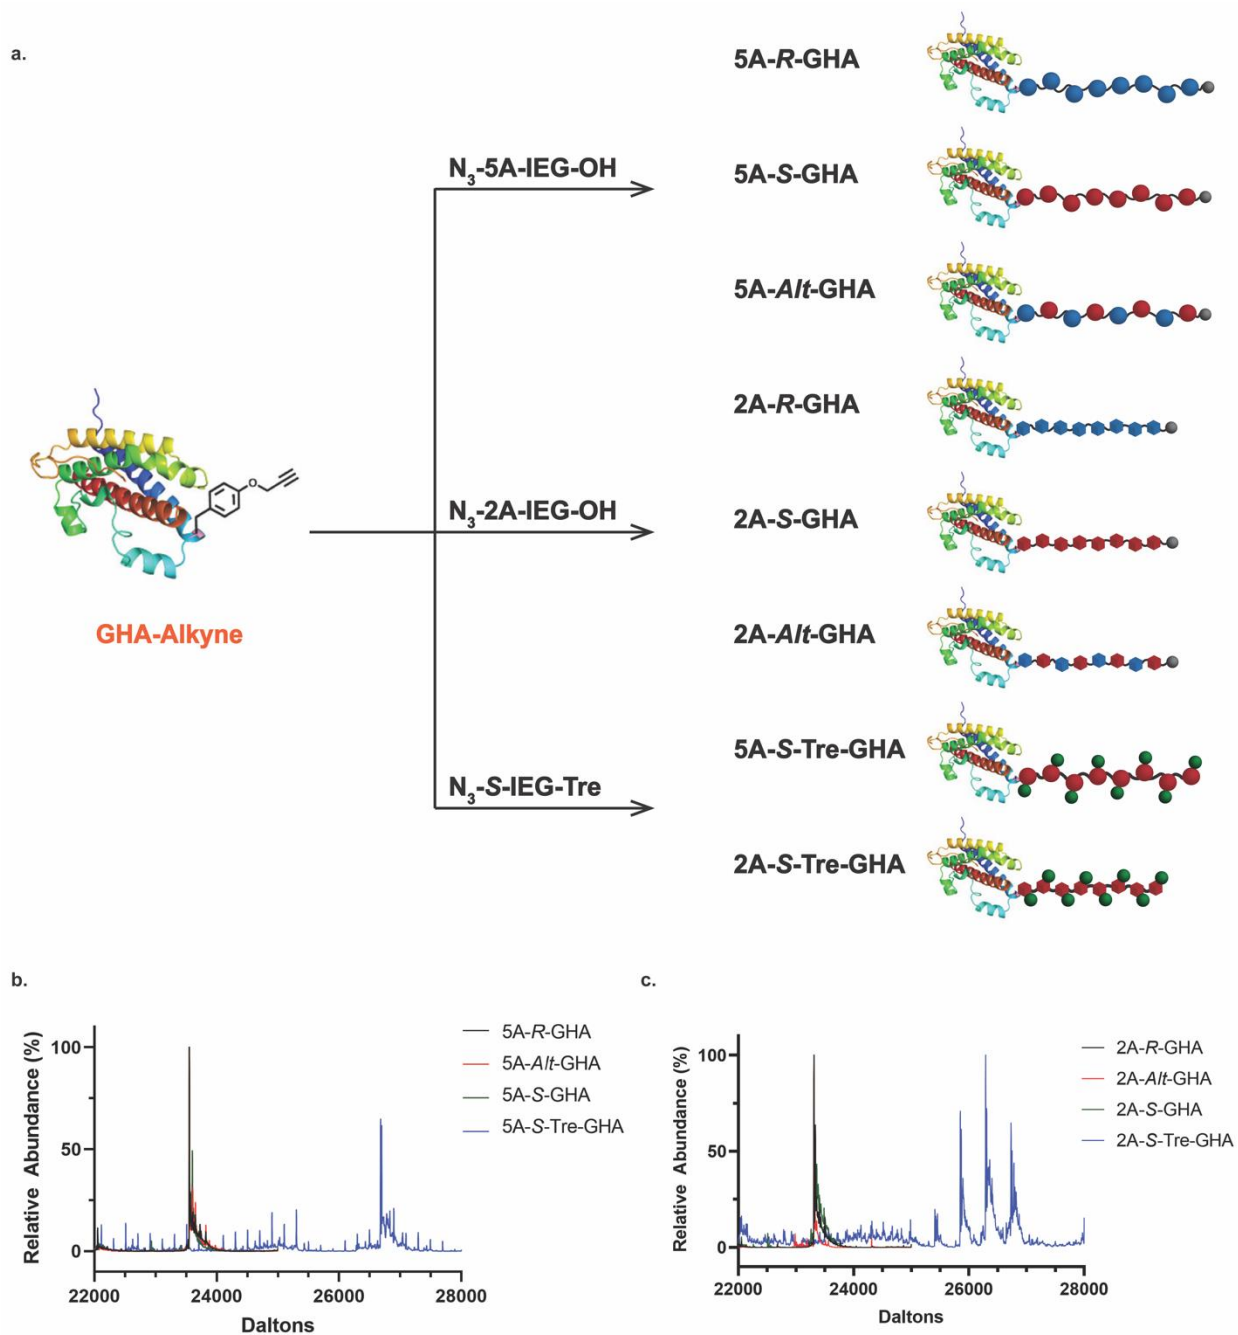 a.
5A-R-GHA
N₃-5A-IEG-OH
5A-S-GHA
5A-Alt-GHA
2A-R-GHA
O
N₃-2A-IEG-OH
2A-S-GHA
GHA-Alkyne
2A-Alt-GHA
5A-S-Tre-GHA
N₃-S-IEG-Tre
2A-S-Tre-GHA
b.
Relative Abundance (%)
100
50
0
22000 24000 26000 28000
Daltons
5A-R-GHA
5A-Alt-GHA
5A-S-GHA
5A-S-Tre-GHA
c.
Relative Abundance (%)
100
50
0
22000 24000 26000 28000
Daltons
2A-R-GHA
2A-Alt-GHA
2A-S-GHA
2A-S-Tre-GHA